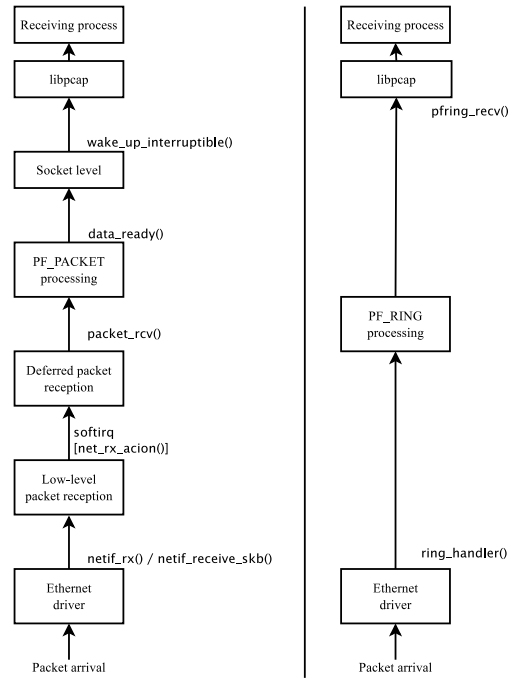 Receiving process
libpcap
wake_up_interruptible()
Socket level
data_ready()
PF_PACKET
processing
packet_rcv()
Deferred packet
reception
softirq
[net_rx_acion()]
Low-level
packet reception
netif_rx() / netif_receive_skb()
Ethernet
driver
Packet arrival
Receiving process
libpcap
pfring_recv()
PF_RING
processing
ring_handler()
Ethernet
driver
Packet arrival